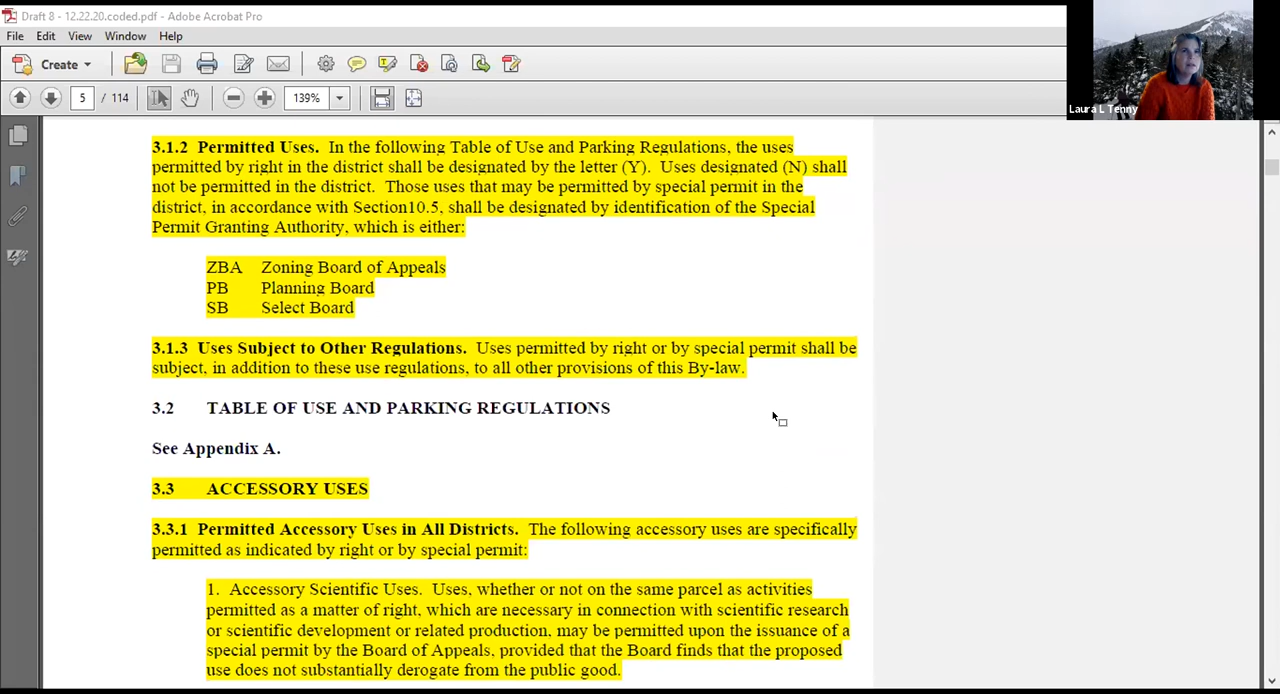 Draft 8 - 12.22.20.coded.pdf - Adobe Acrobat Pro
File Edit View Window Help
Create
5 / 114 139%
Laura L Tenny
3.1.2 Permitted Uses. In the following Table of Use and Parking Regulations, the uses
permitted by right in the district shall be designated by the letter (Y). Uses designated (N) shall
not be permitted in the district. Those uses that may be permitted by special permit in the
district, in accordance with Section10.5, shall be designated by identification of the Special
Permit Granting Authority, which is either:
ZBA Zoning Board of Appeals
PB Planning Board
SB Select Board
3.1.3 Uses Subject to Other Regulations. Uses permitted by right or by special permit shall be
subject, in addition to these use regulations, to all other provisions of this By-law.
3.2 TABLE OF USE AND PARKING REGULATIONS
See Appendix A.
3.3 ACCESSORY USES
3.3.1 Permitted Accessory Uses in All Districts. The following accessory uses are specifically
permitted as indicated by right or by special permit:
1. Accessory Scientific Uses. Uses, whether or not on the same parcel as activities
permitted as a matter of right, which are necessary in connection with scientific research
or scientific development or related production, may be permitted upon the issuance of a
special permit by the Board of Appeals, provided that the Board finds that the proposed
use does not substantially derogate from the public good.